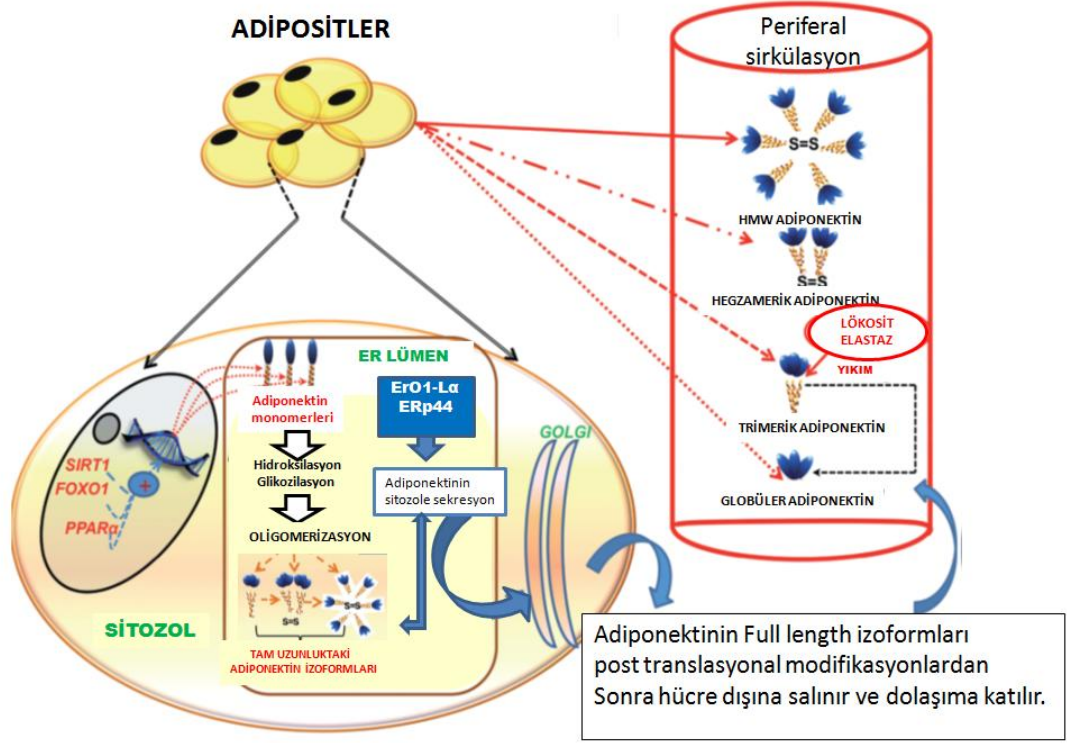 ADİPOSİTLER
Periferal
sirkülasyon
S=S
HMW ADİPONEKTİN
S=S
HEGZAMERİK ADİPONEKTİN
LÖKOSİT
ELASTAZ
YIKIM
TRİMERİK ADİPONEKTİN
GLOBÜLER ADİPONEKTİN
ER LÜMEN
Adiponektin
monomerleri
ErO1-Lα
ERp44
GOLGI
Hidroksilasyon
Glikozilasyon
Adiponektinin
sitozole sekresyon
SIRT1
FOXO1
+
PPARα
OLİGOMERİZASYON
S=S
S=S
SİTOZOL
TAM UZUNLUKTAKİ
ADİPONEKTİN İZOFORMLARI
Adiponektinin Full length izoformları
post translasyonal modifikasyonlardan
Sonra hücre dışına salınır ve dolaşıma katılır.